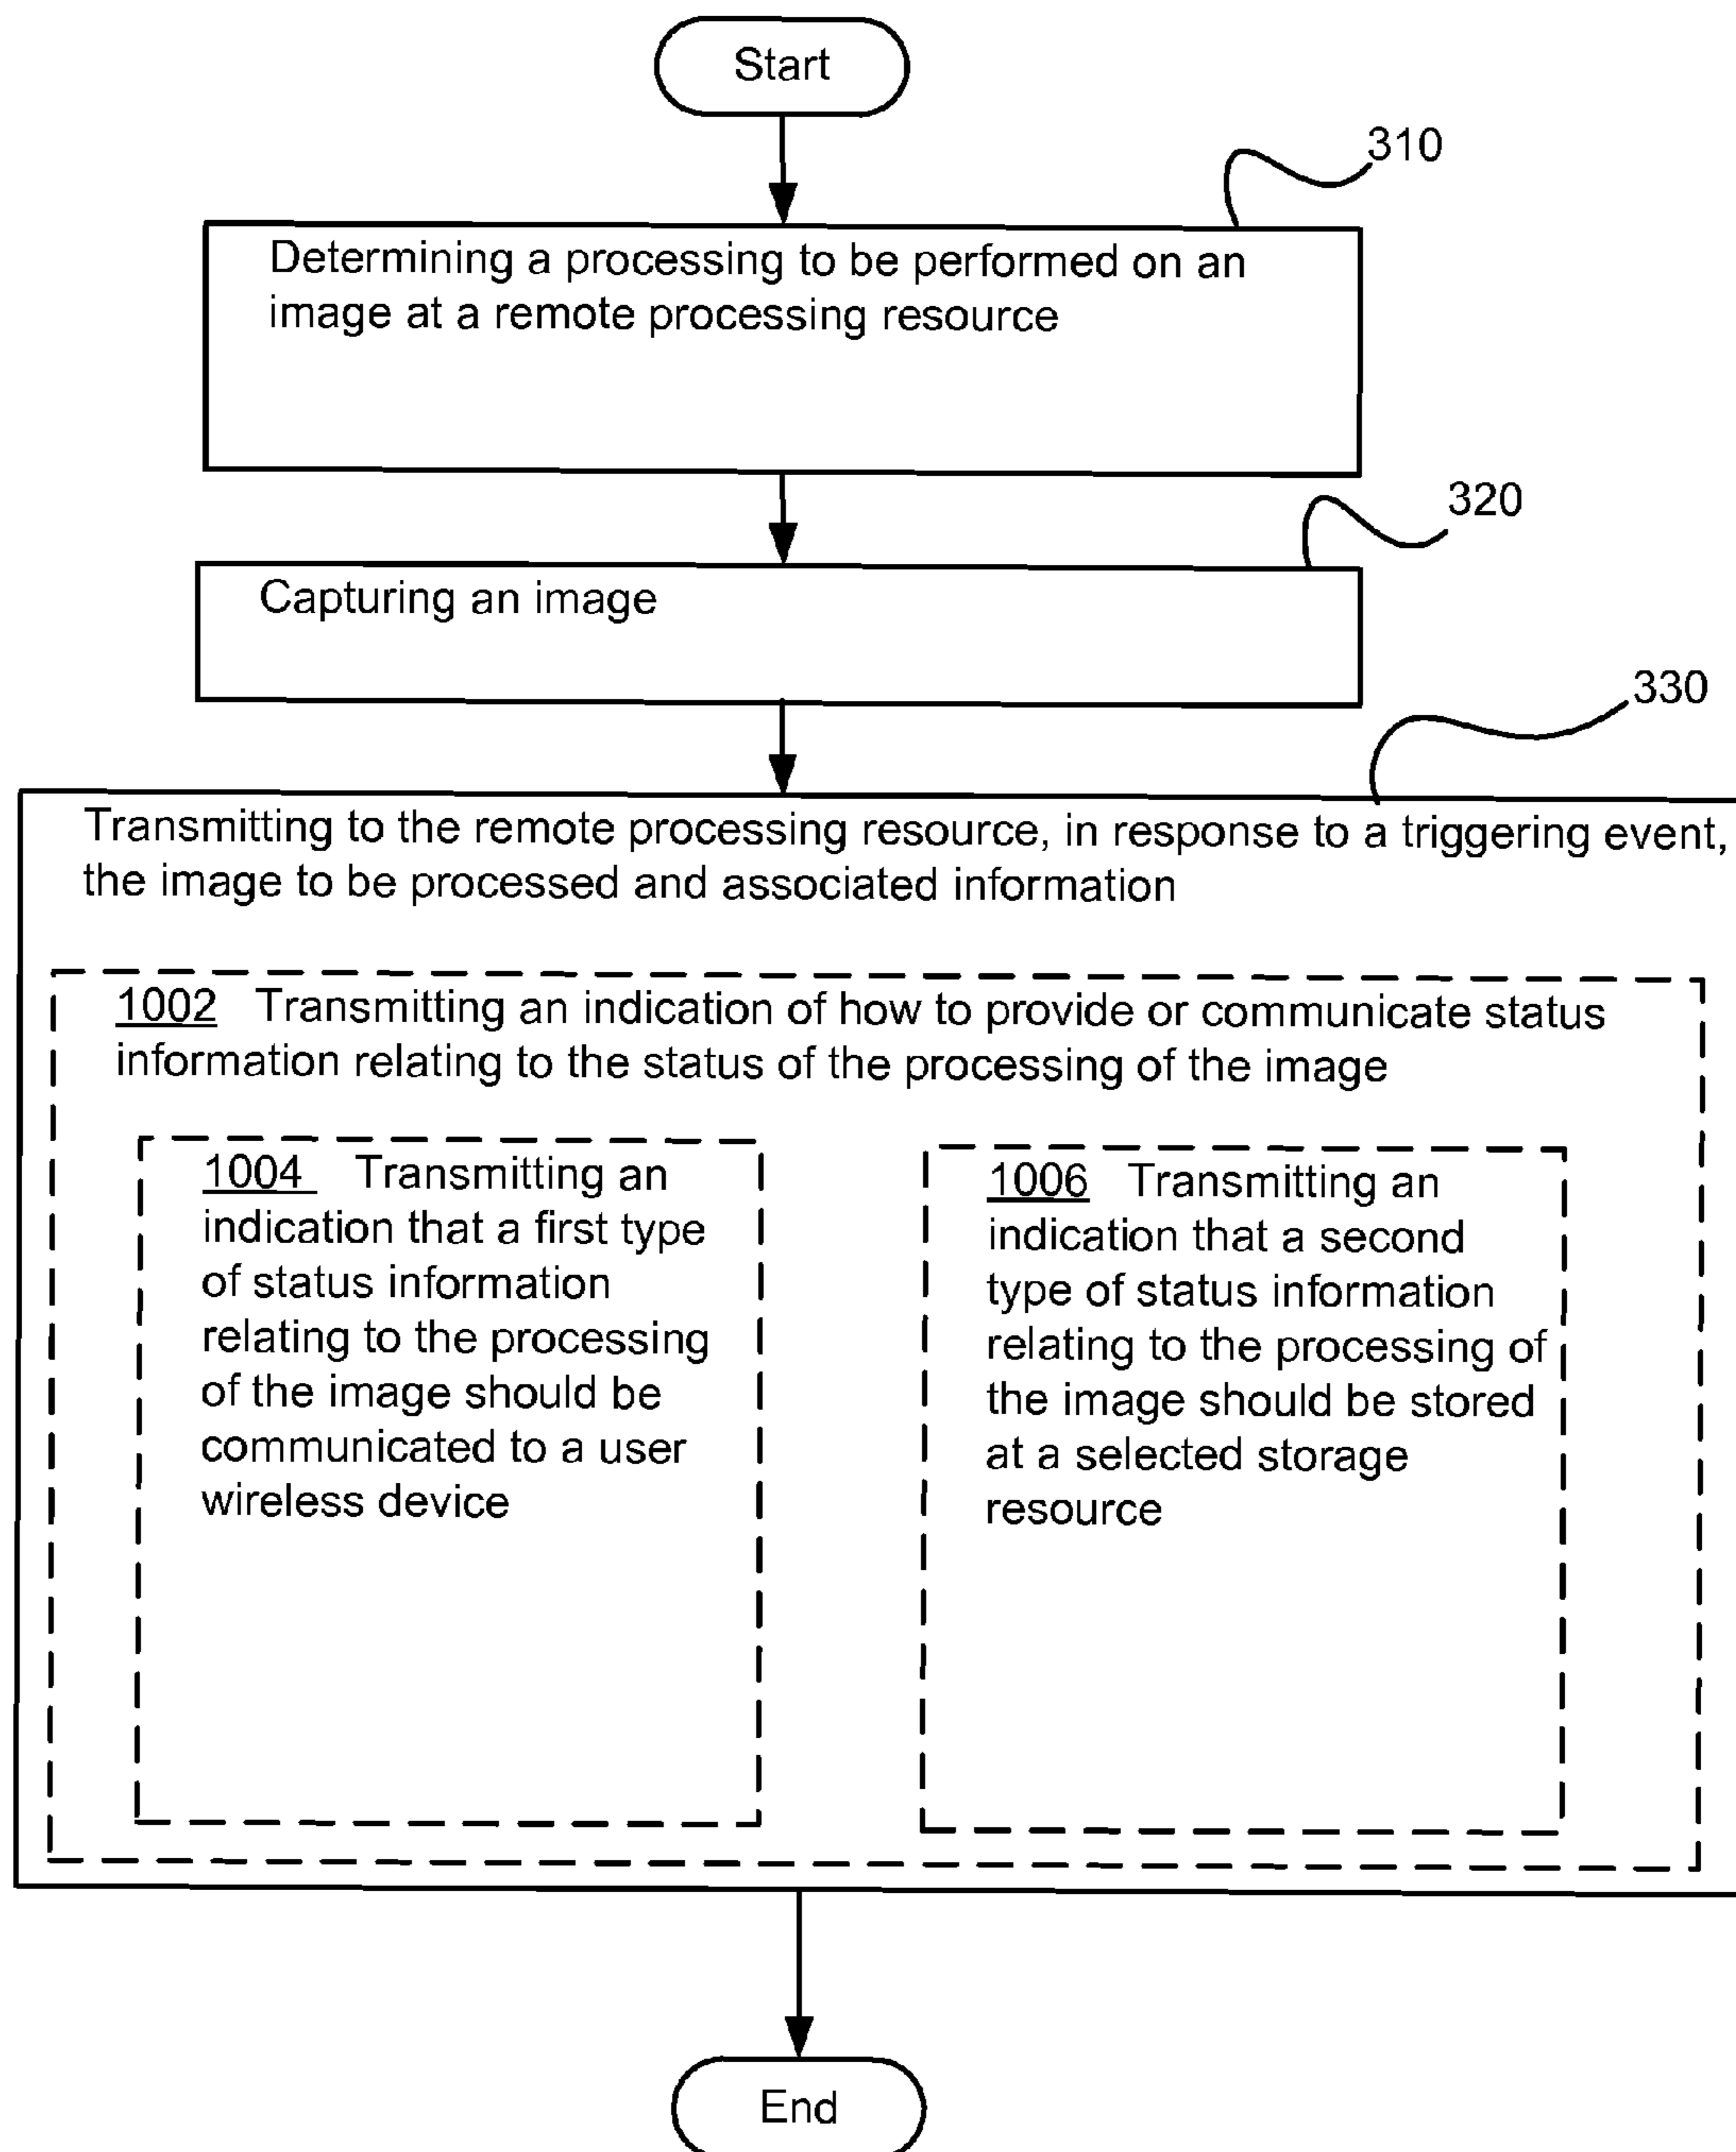 Start
310
Determining a processing to be performed on an
image at a remote processing resource
320
Capturing an image
330
Transmitting to the remote processing resource, in response to a triggering event,
the image to be processed and associated information
1002 Transmitting an indication of how to provide or communicate status
information relating to the status of the processing of the image
1004 Transmitting an
indication that a first type
of status information
relating to the processing
of the image should be
communicated to a user
wireless device
1006 Transmitting an
indication that a second
type of status information
relating to the processing of
the image should be stored
at a selected storage
resource
End